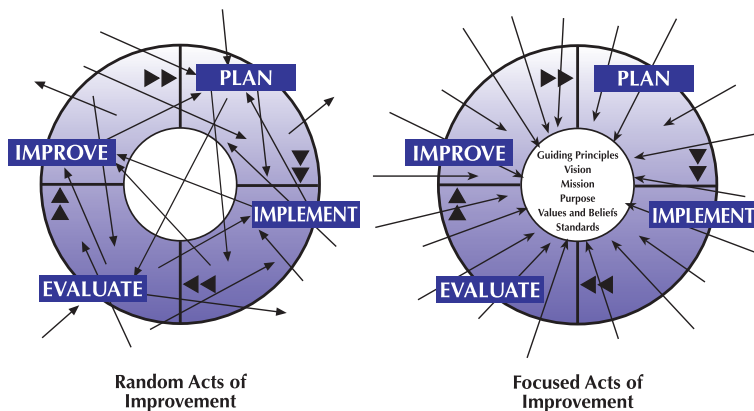 PLAN
IMPROVE
IMPLEMENT
EVALUATE
Random Acts of
Improvement
PLAN
IMPROVE
Guiding Principles
Vision
Mission
Purpose
Values and Beliefs
Standards
IMPLEMENT
EVALUATE
Focused Acts of
Improvement